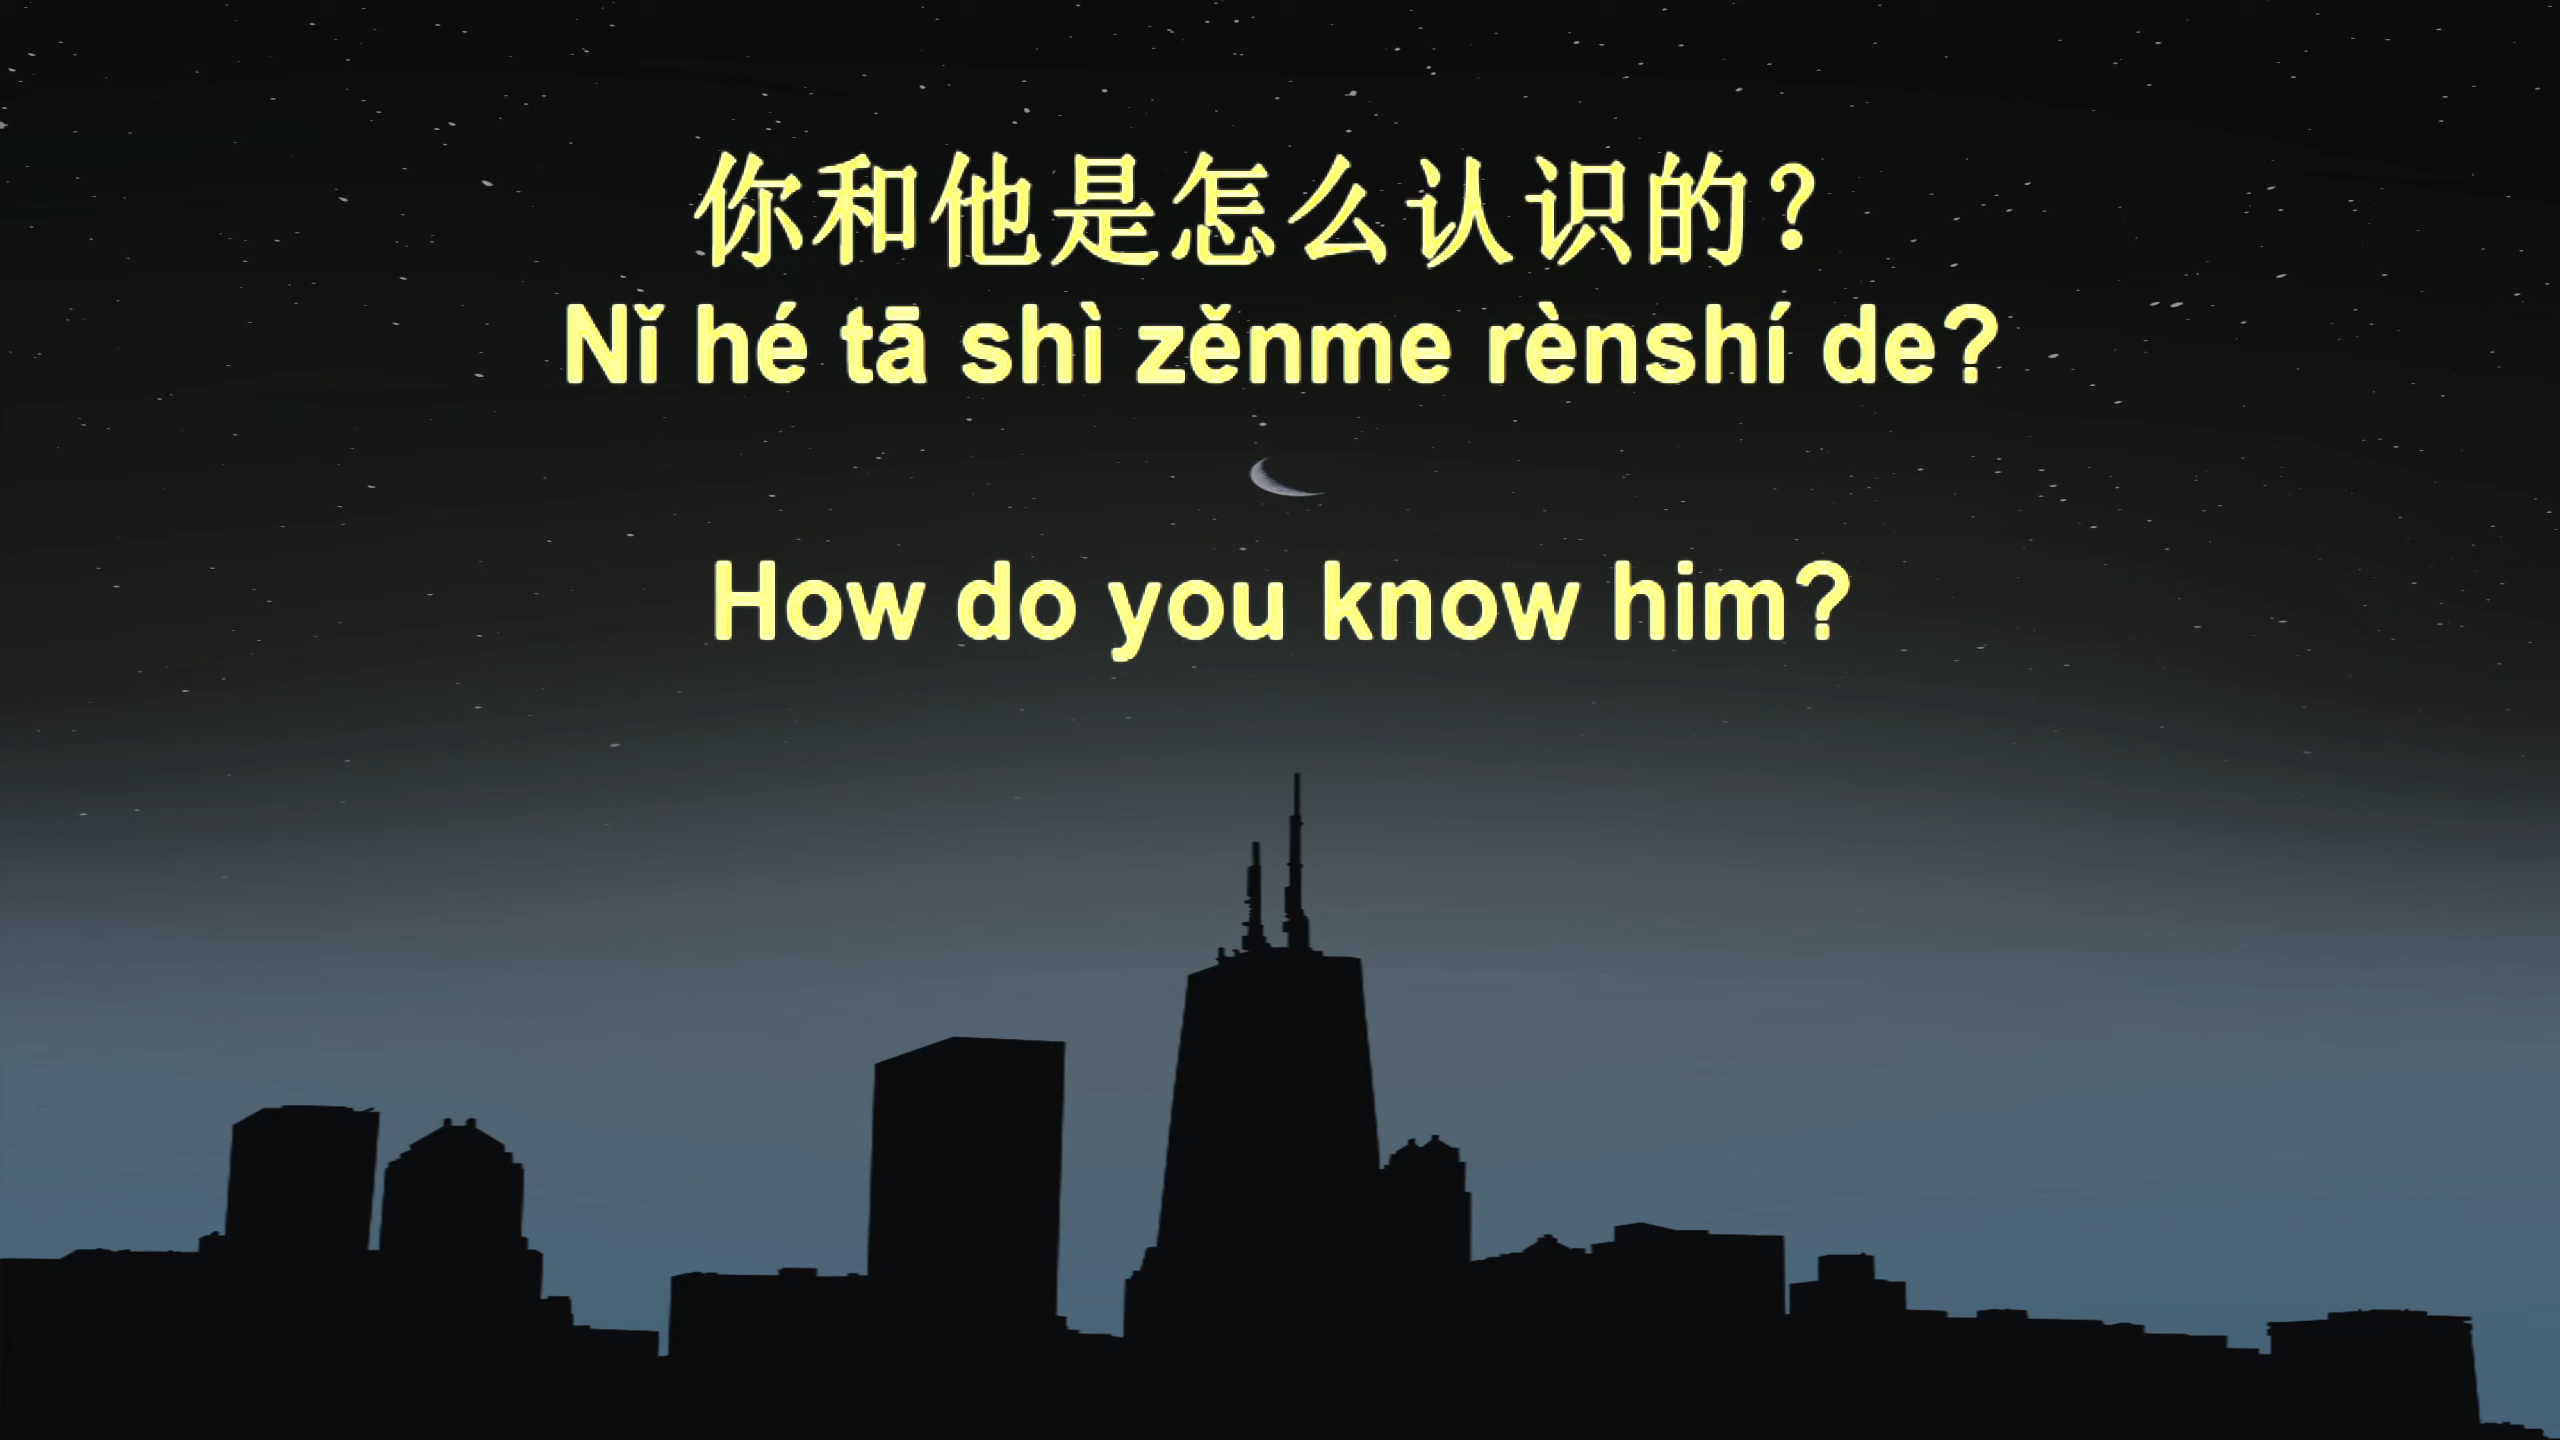 你和他是怎么认识的？
Nǐ hé tā shì zěnme rènshí de?
How do you know him?